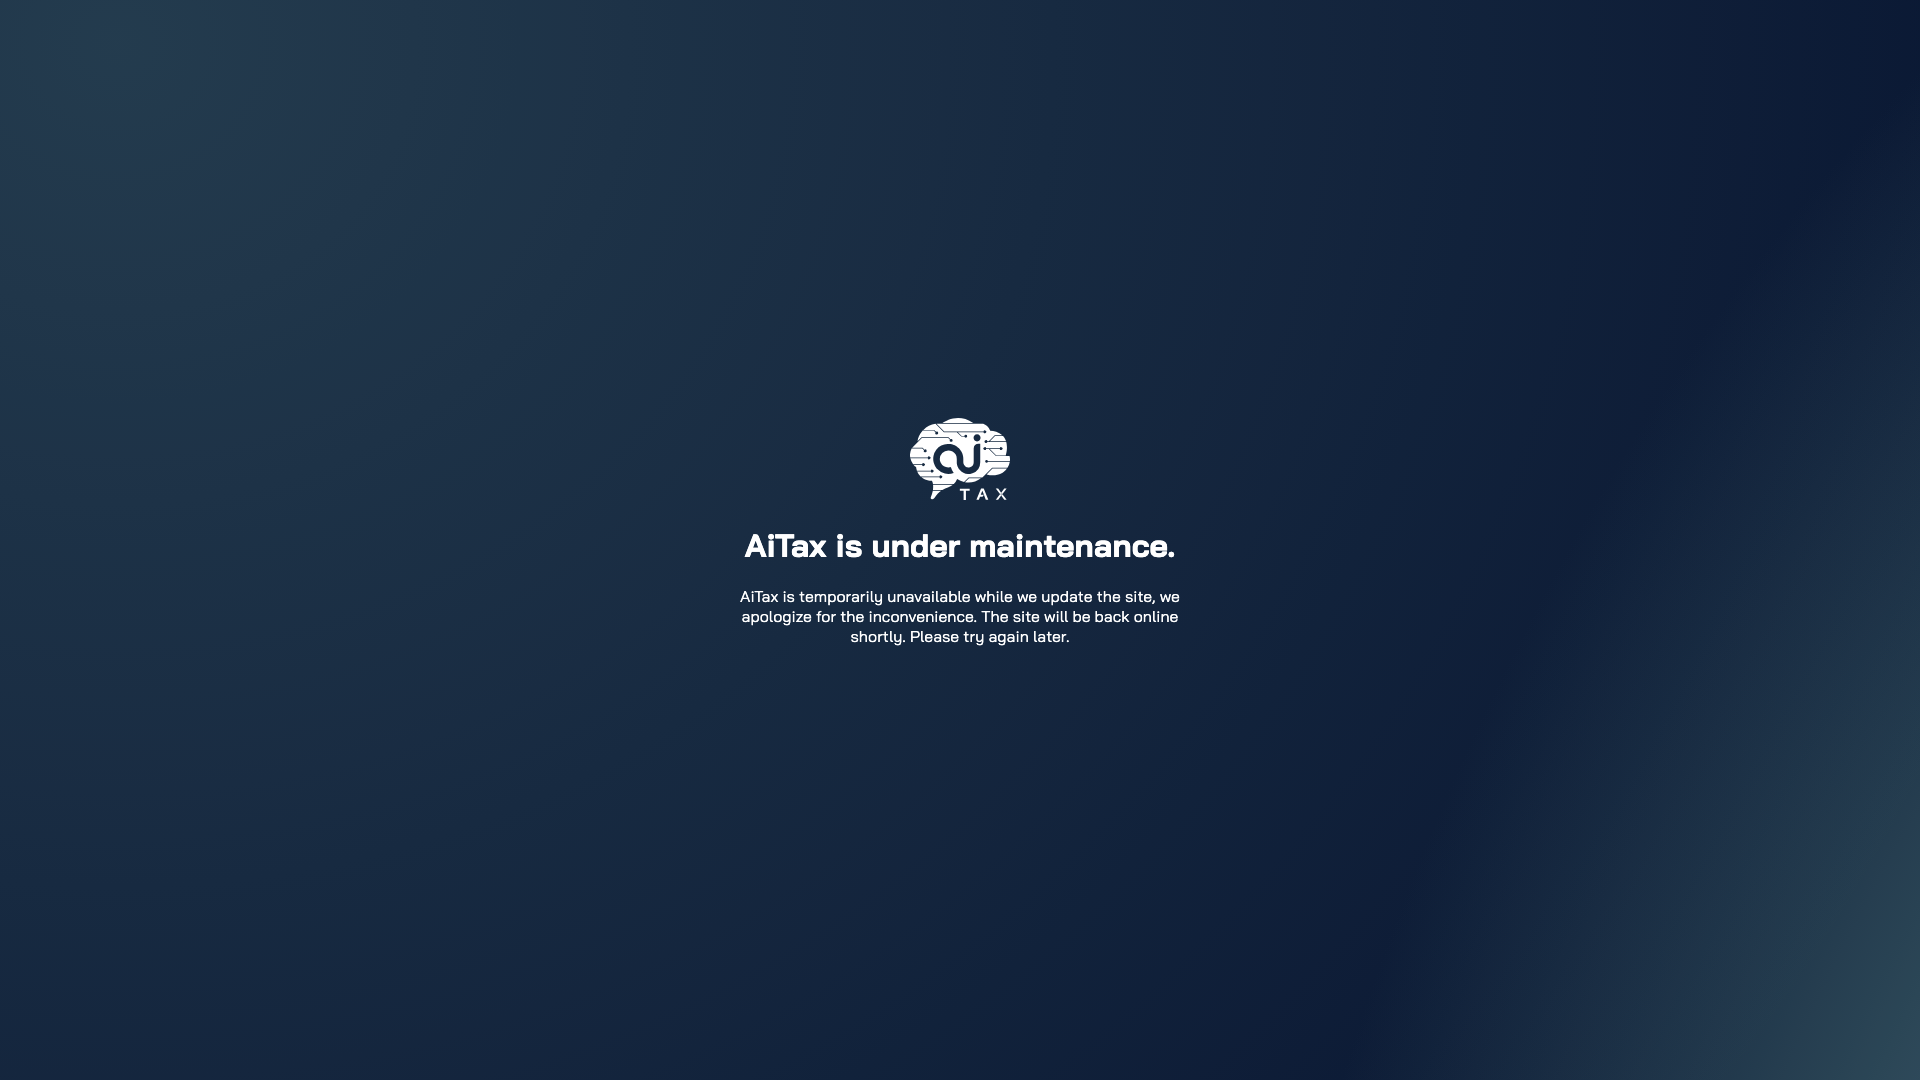 ai
TAX
AiTax is under maintenance.
AiTax is temporarily unavailable while we update the site, we
apologize for the inconvenience. The site will be back online
shortly. Please try again later.